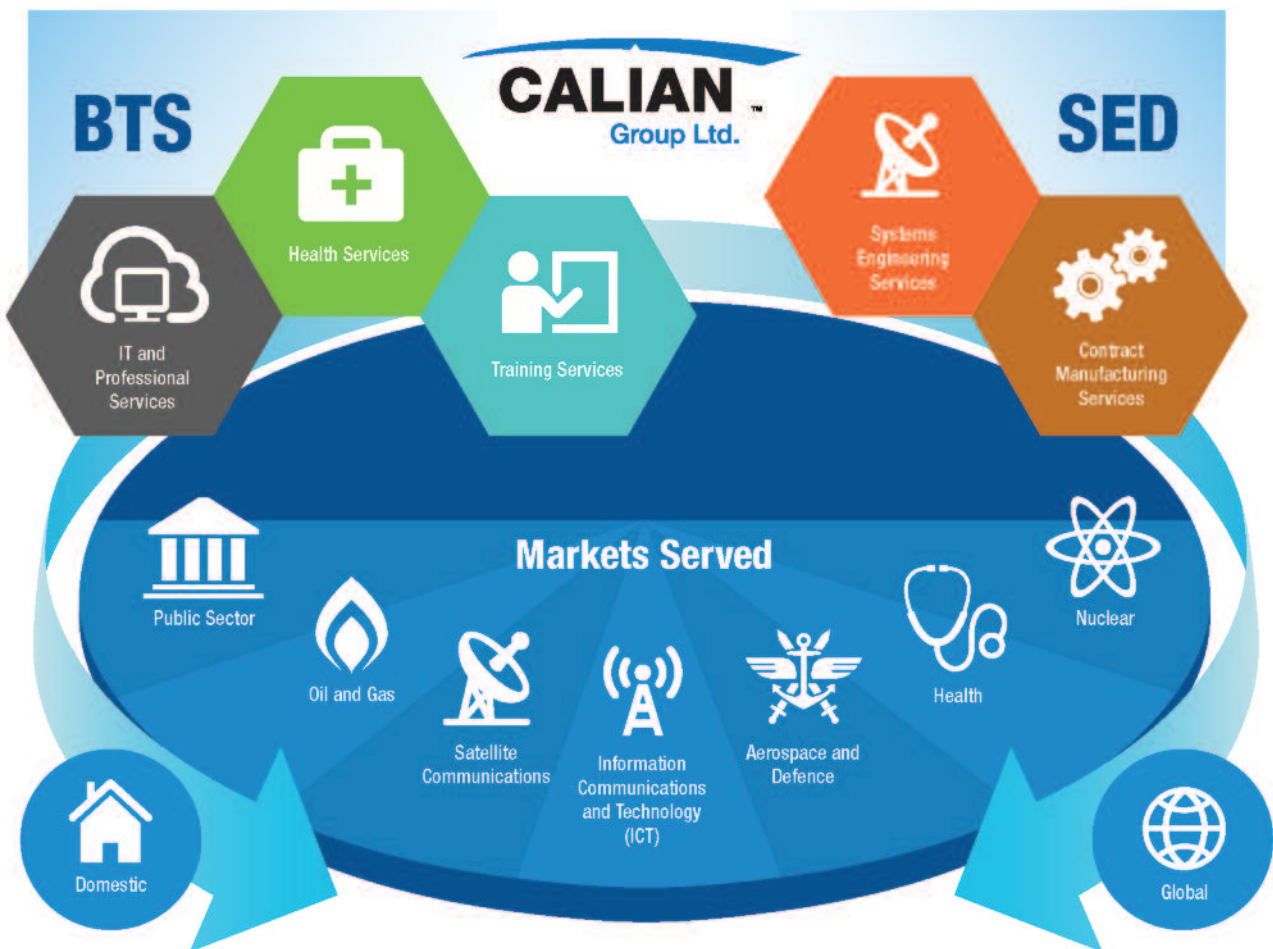 CALIAN ™
Group Ltd.
BTS
SED
Health Services
IT and
Professional
Services
Training Services
Systems
Engineering
Services
Contract
Manufacturing
Services
Markets Served
Public Sector
Oil and Gas
Satellite
Communications
Information
Communications
and Technology
(ICT)
Aerospace and
Defence
Health
Nuclear
Domestic
Global